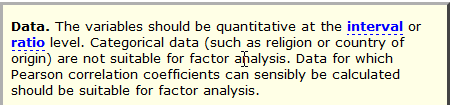 Data. The variables should be quantitative at the interval or
ratio level. Categorical data (such as religion or country of
origin) are not suitable for factor analysis. Data for which
Pearson correlation coefficients can sensibly be calculated
should be suitable for factor analysis.